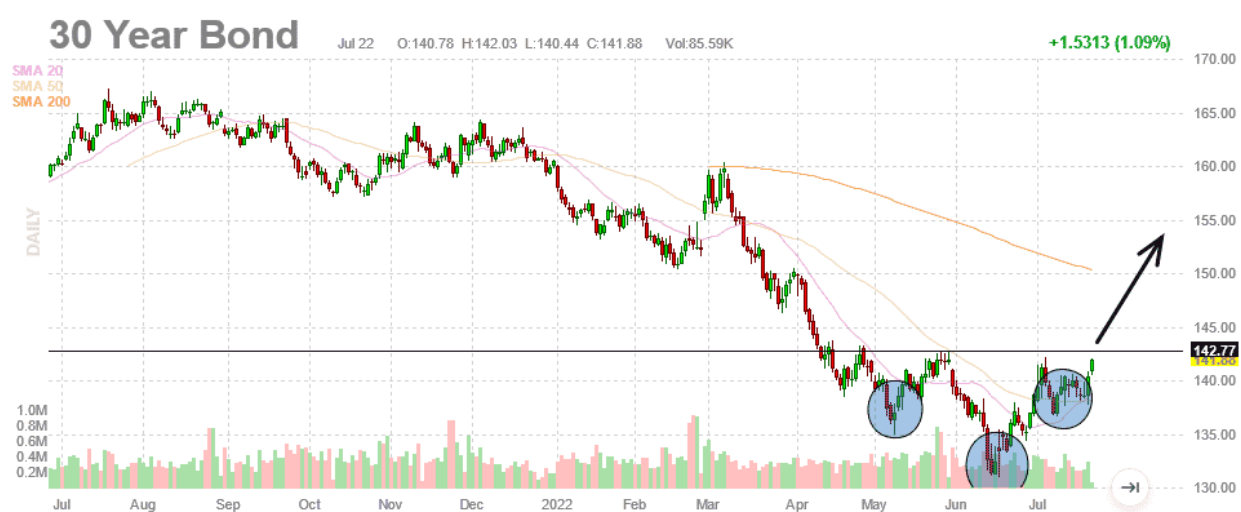 30 Year Bond Jul 22 O:140.78 H:142.03 L:140.44 C:141.88 Vol:85.59K +1.5313 (1.09%)
SMA 20
SMA 50
SMA 200
DAILY
170.00
165.00
160.00
155.00
150.00
145.00
142.77
141.88
140.00
135.00
130.00
1.0M
0.8M
0.6M
0.4M
0.2M
Jul Aug Sep Oct Nov Dec 2022 Feb Mar Apr May Jun Jul